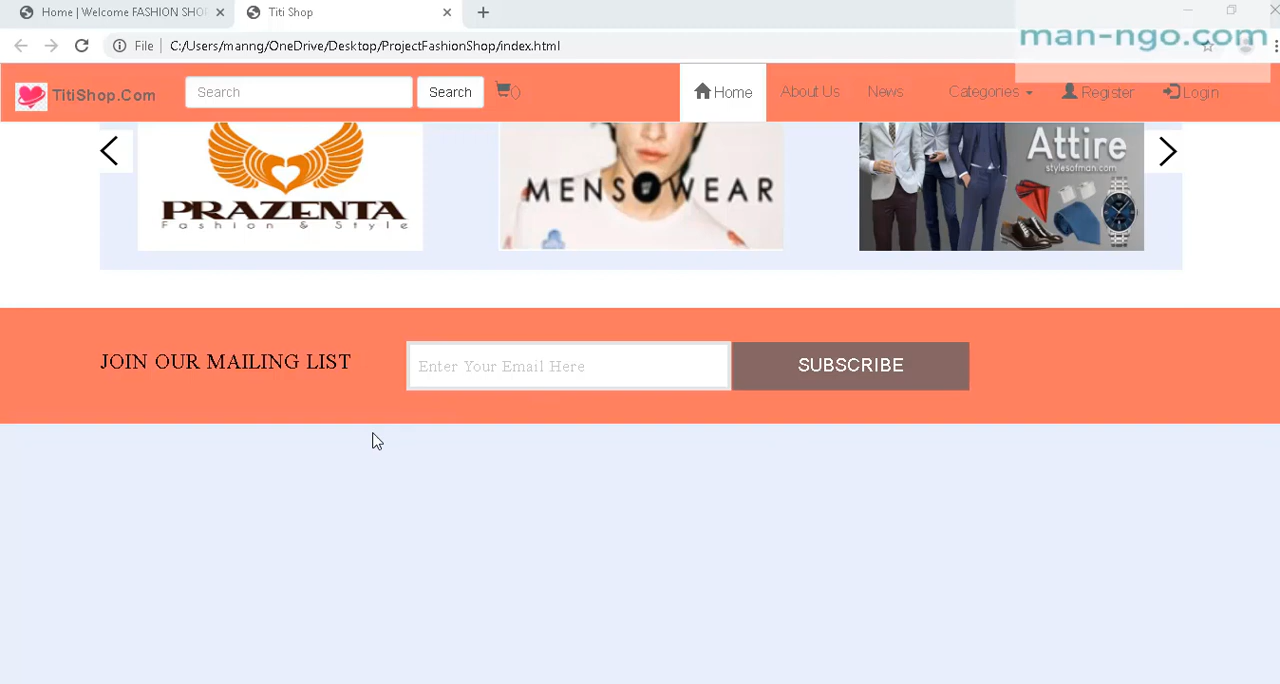 Home | Welcome FASHION SHO
Titi Shop
File
C:/Users/manng/OneDrive/Desktop/ProjectFashionShop/index.html
man-ngo.com
TitiShop.Com
Search
Search
0
Home
About Us
News
Categories
Register
Login
PRAZENTA
Fashion & Style
MENSWEAR
Attire
stylesofman.com
JOIN OUR MAILING LIST
Enter Your Email Here
SUBSCRIBE